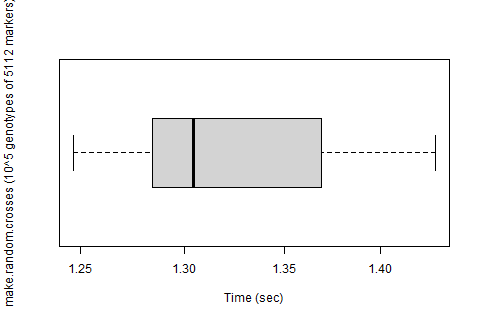 make.random.crosses (10^5 genotypes of 5112 markers)
1.25 1.30 1.35 1.40
Time (sec)